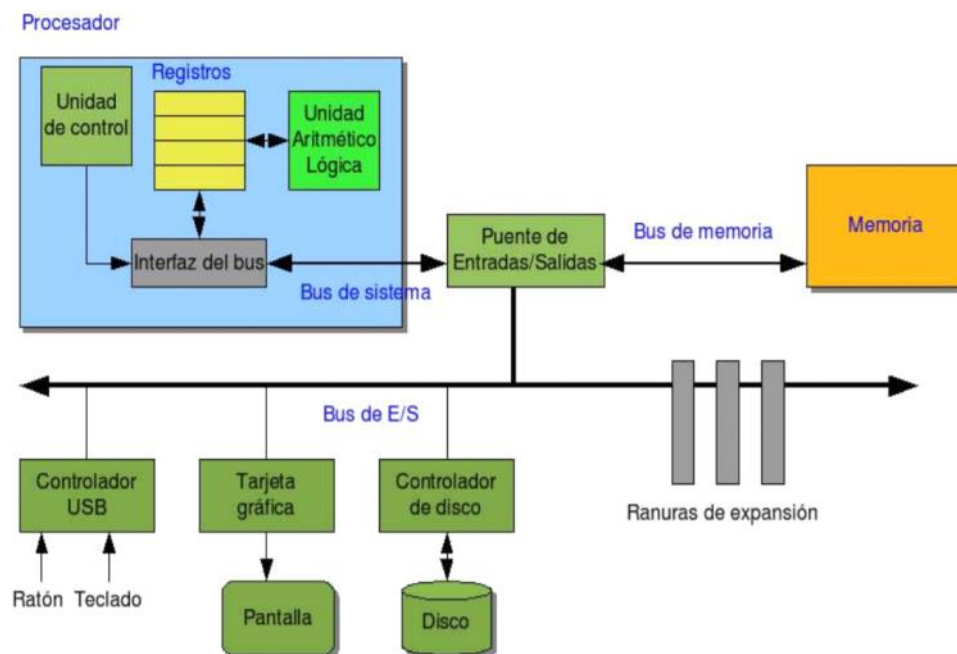 Procesador
Registros
Unidad
de control
Unidad
Aritmético
Lógica
Interfaz del bus
Bus de sistema
Puente de
Entradas/Salidas
Bus de memoria
Memoria
Bus de E/S
Controlador
USB
Tarjeta
gráfica
Controlador
de disco
Ranuras de expansión
Ratón
Teclado
Pantalla
Disco